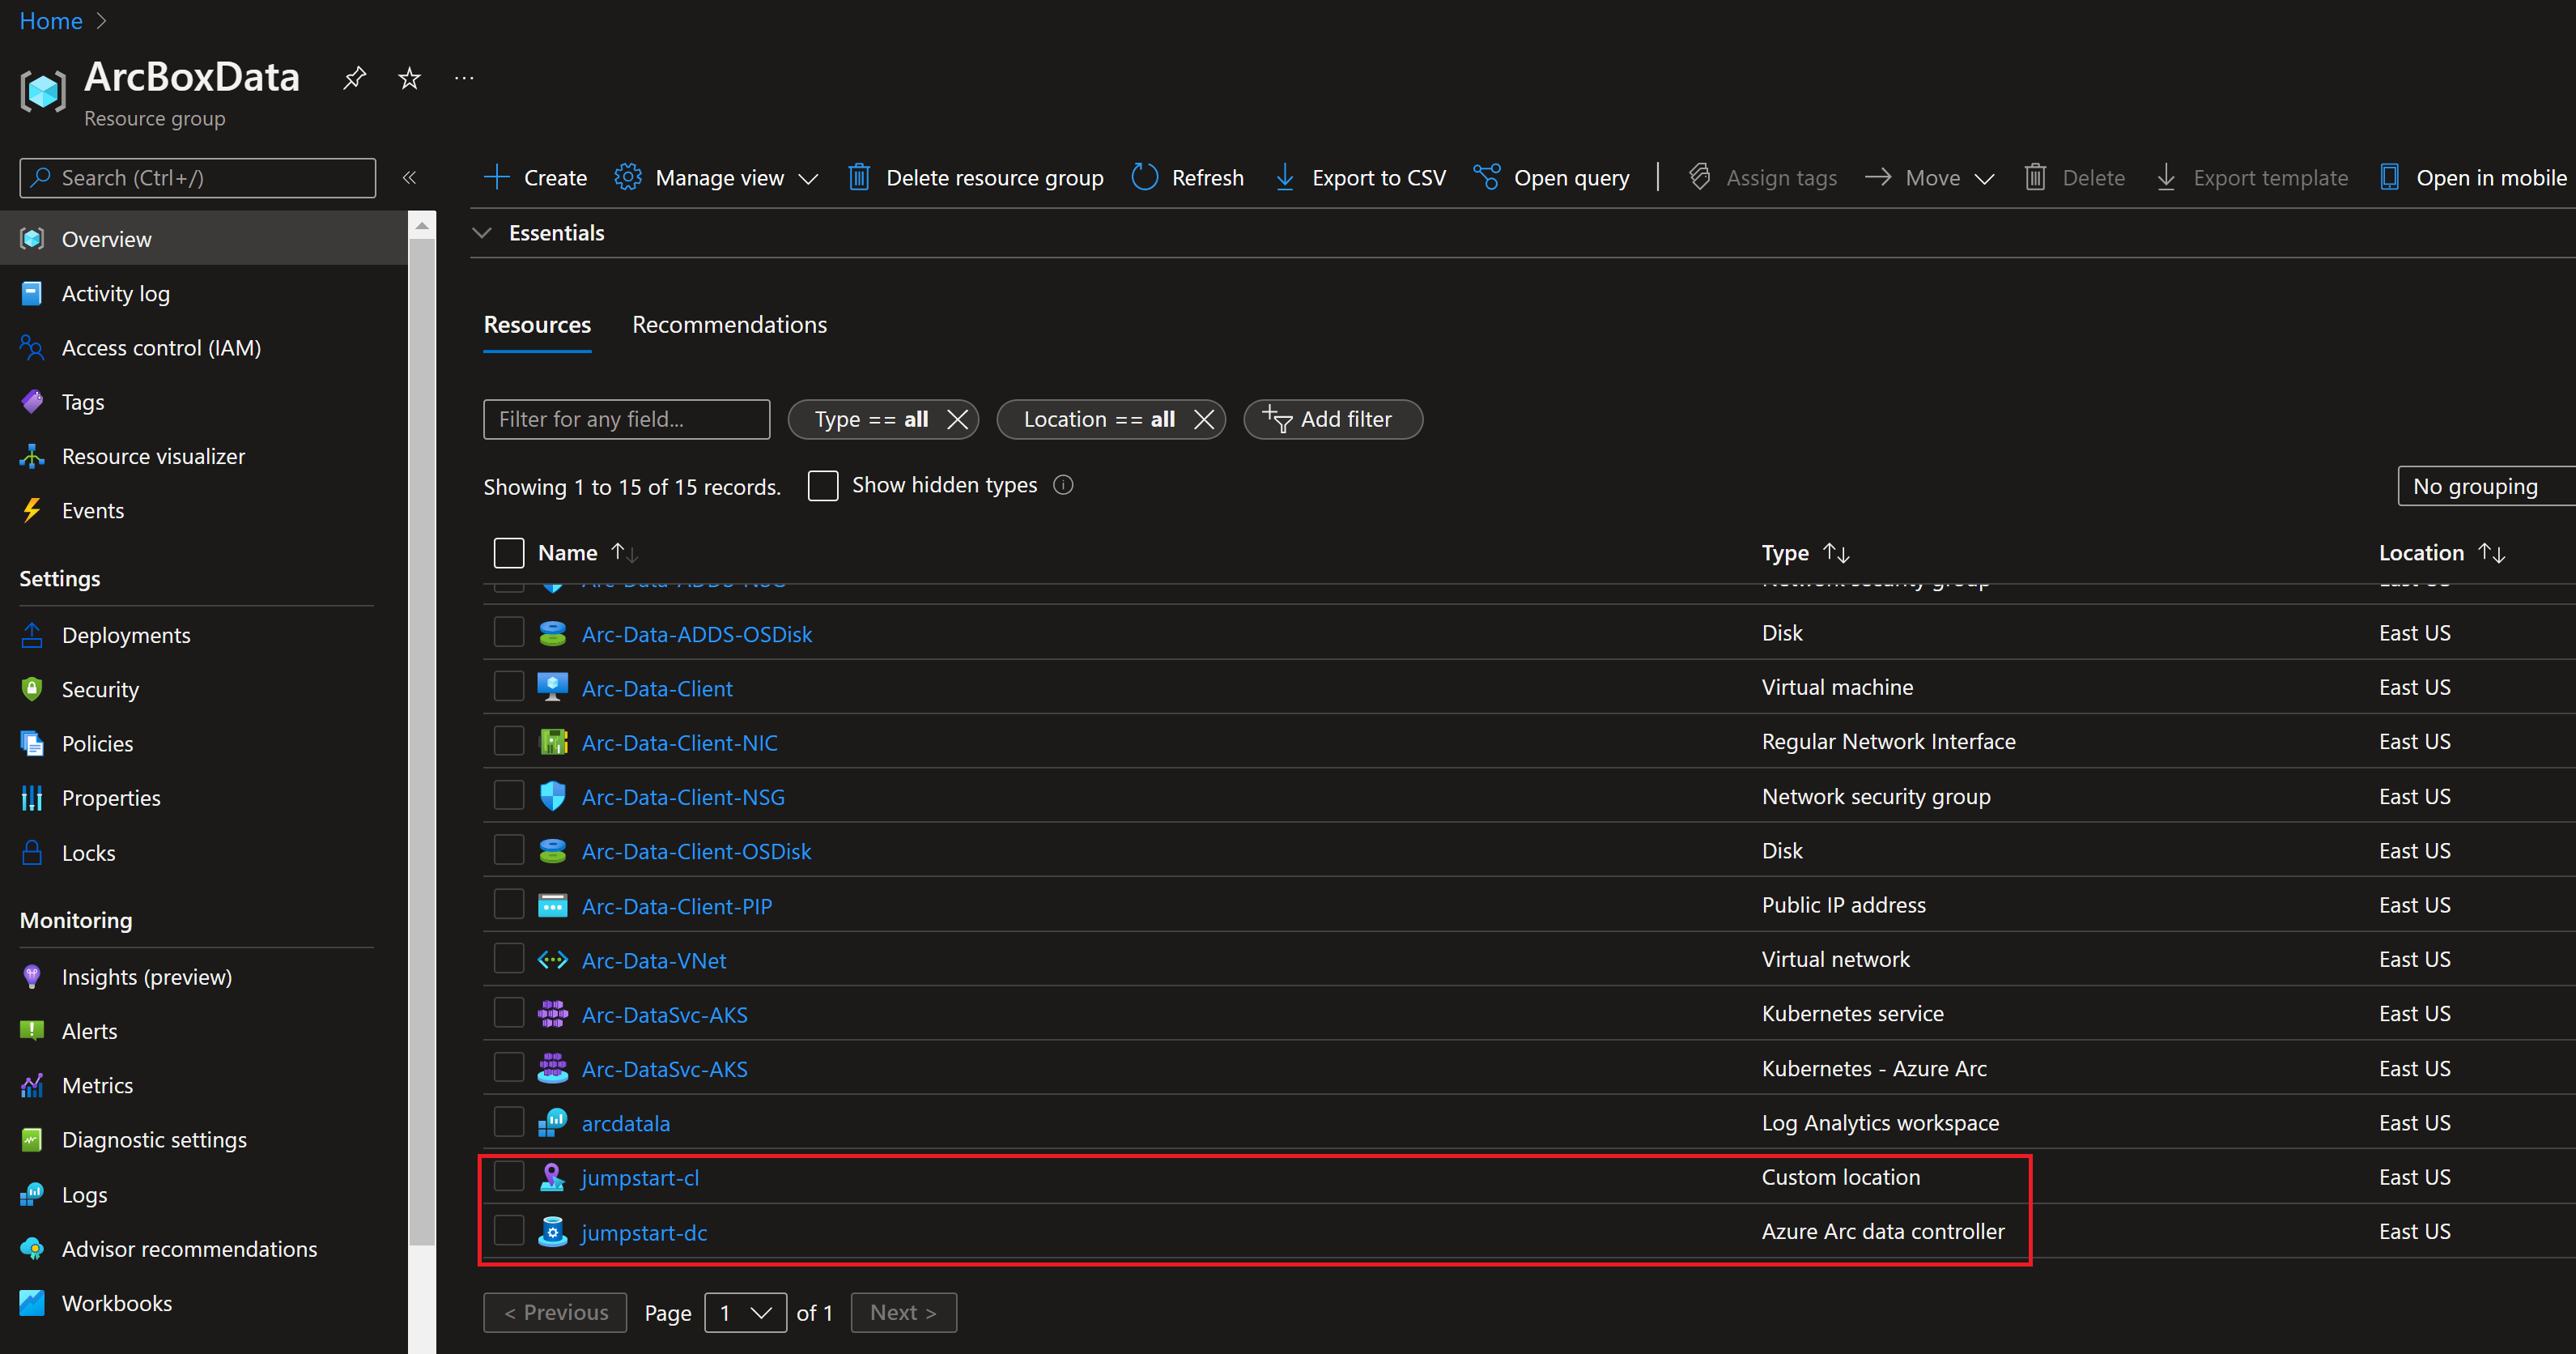 Home
ArcBoxData
Resource group
Search (Ctrl+/)
Create Manage view Delete resource group Refresh Export to CSV Open query Assign tags Move Delete Export template Open in mobile
Essentials
Overview
Activity log
Access control (IAM)
Tags
Resource visualizer
Events
Settings
Deployments
Security
Policies
Properties
Locks
Monitoring
Insights (preview)
Alerts
Metrics
Diagnostic settings
Logs
Advisor recommendations
Workbooks
Resources Recommendations
Filter for any field... Type == all Location == all Add filter
Showing 1 to 15 of 15 records. Show hidden types
No grouping
Name Type Location
Arc-Data-ADDS-NSG Network security group East US
Arc-Data-ADDS-OSDisk Disk East US
Arc-Data-Client Virtual machine East US
Arc-Data-Client-NIC Regular Network Interface East US
Arc-Data-Client-NSG Network security group East US
Arc-Data-Client-OSDisk Disk East US
Arc-Data-Client-PIP Public IP address East US
Arc-Data-VNet Virtual network East US
Arc-DataSvc-AKS Kubernetes service East US
Arc-DataSvc-AKS Kubernetes - Azure Arc East US
arcdatala Log Analytics workspace East US
jumpstart-cl Custom location East US
jumpstart-dc Azure Arc data controller East US
< Previous Page 1 of 1 Next >